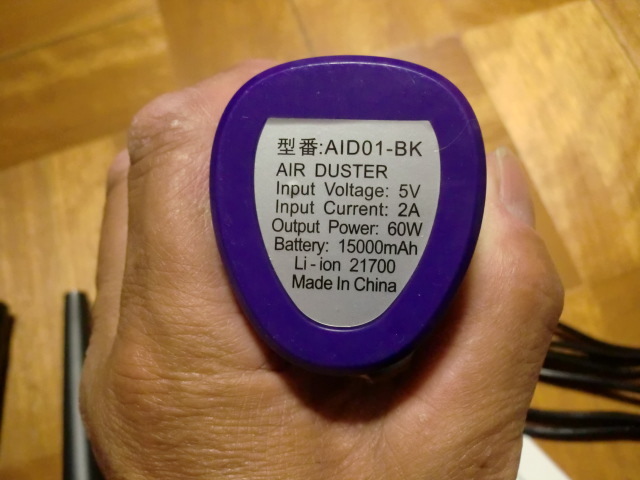 型番:AID01-BK
AIR DUSTER
Input Voltage: 5V
Input Current: 2A
Output Power: 60W
Battery: 15000mAh
Li-ion 21700
Made In China